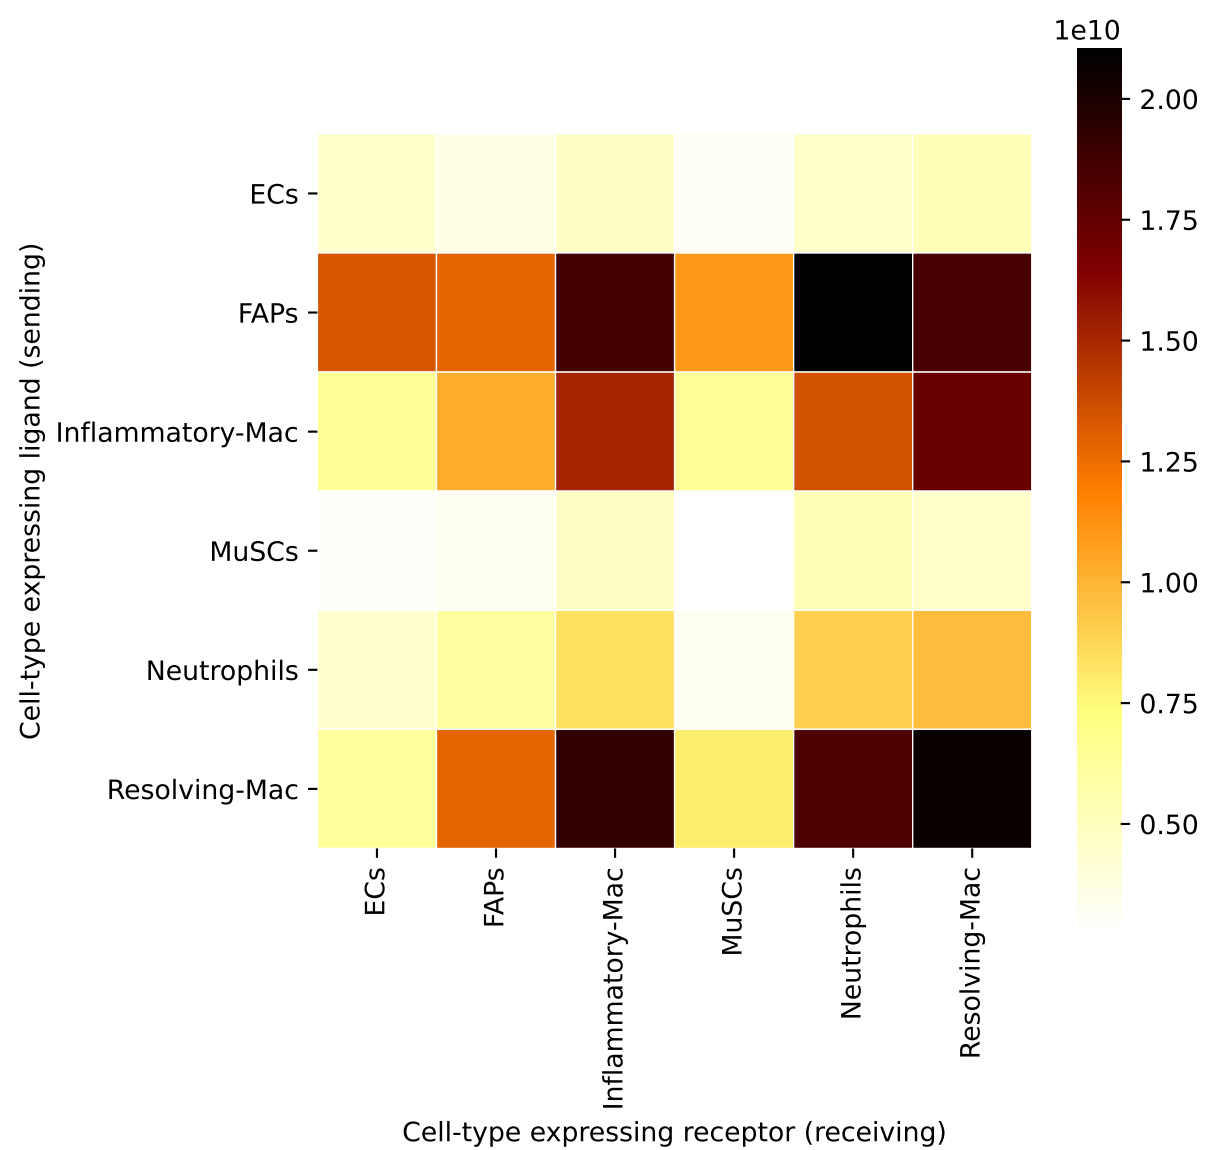 1e10
2.00
1.75
1.50
1.25
1.00
0.75
0.50
Cell-type expressing ligand (sending)
ECs
FAPs
Inflammatory-Mac
MuSCs
Neutrophils
Resolving-Mac
ECs
FAPs
Inflammatory-Mac
MuSCs
Neutrophils
Resolving-Mac
Cell-type expressing receptor (receiving)